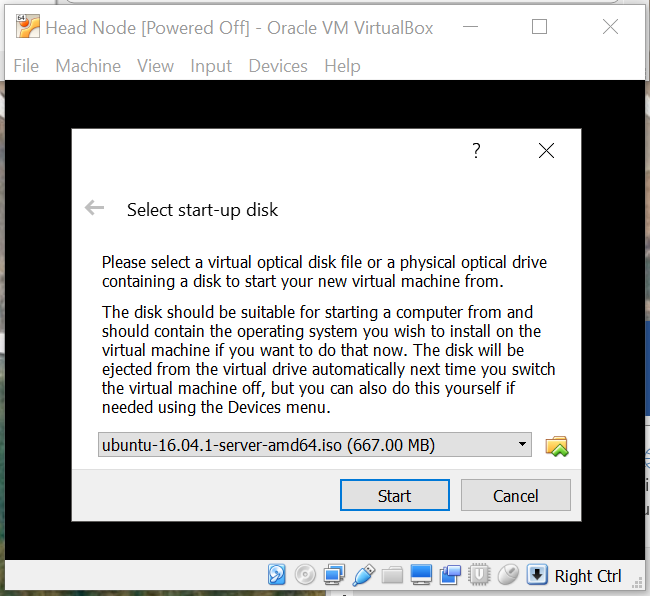 64
Head Node [Powered Off] - Oracle VM VirtualBox
File Machine View Input Devices Help
?
Select start-up disk
Please select a virtual optical disk file or a physical optical drive
containing a disk to start your new virtual machine from.
The disk should be suitable for starting a computer from and
should contain the operating system you wish to install on the
virtual machine if you want to do that now. The disk will be
ejected from the virtual drive automatically next time you switch
the virtual machine off, but you can also do this yourself if
needed using the Devices menu.
ubuntu-16.04.1-server-amd64.iso (667.00 MB)
Start Cancel
Right Ctrl